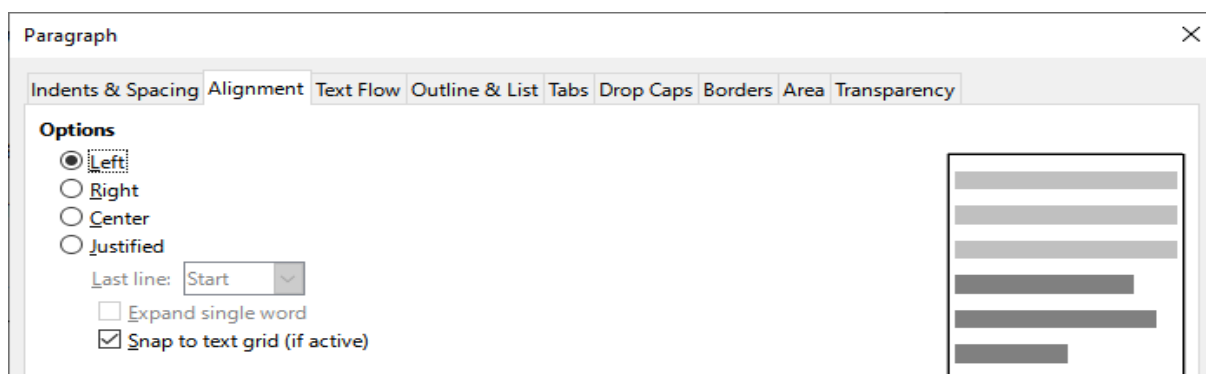 Paragraph
Indents & Spacing Alignment Text Flow Outline & List Tabs Drop Caps Borders Area Transparency
Options
Left
Right
Center
Justified
Last line: Start
Expand single word
Snap to text grid (if active)